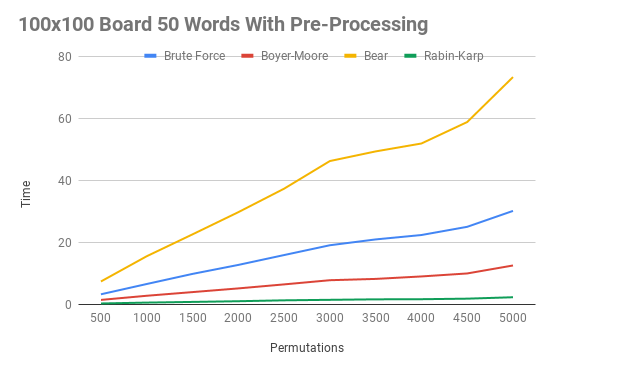 100x100 Board 50 Words With Pre-Processing
80
Brute Force Boyer-Moore Bear Rabin-Karp
60
40
20
0
Time
500 1000 1500 2000 2500 3000 3500 4000 4500 5000
Permutations